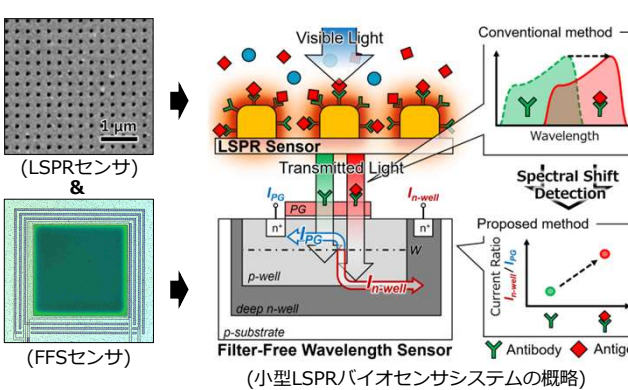 1 μm
(LSPRセンサ)
&
(FFSセンサ)
Visible Light
LSPR Sensor
Transmitted Light
I_PG
PG
I_n-well
n⁺
n⁺
I_PG
W
p-well
I_n-well
deep n-well
p-substrate
Filter-Free Wavelength Sensor
Conventional method
Wavelength
Spectral Shift
Detection
Proposed method
Current Ratio
I_n-well / I_PG
Antibody
(小型LSPRバイオセンサシステムの概略)